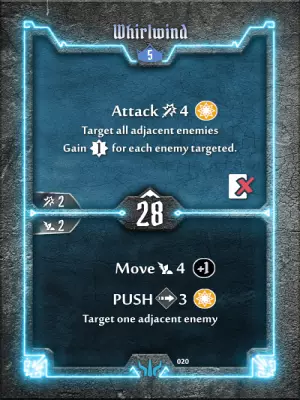 Whirlwind
5
Attack 4
Target all adjacent enemies
Gain 1 for each enemy targeted.
2
28
2
Move 4 +1
PUSH 3
Target one adjacent enemy
020